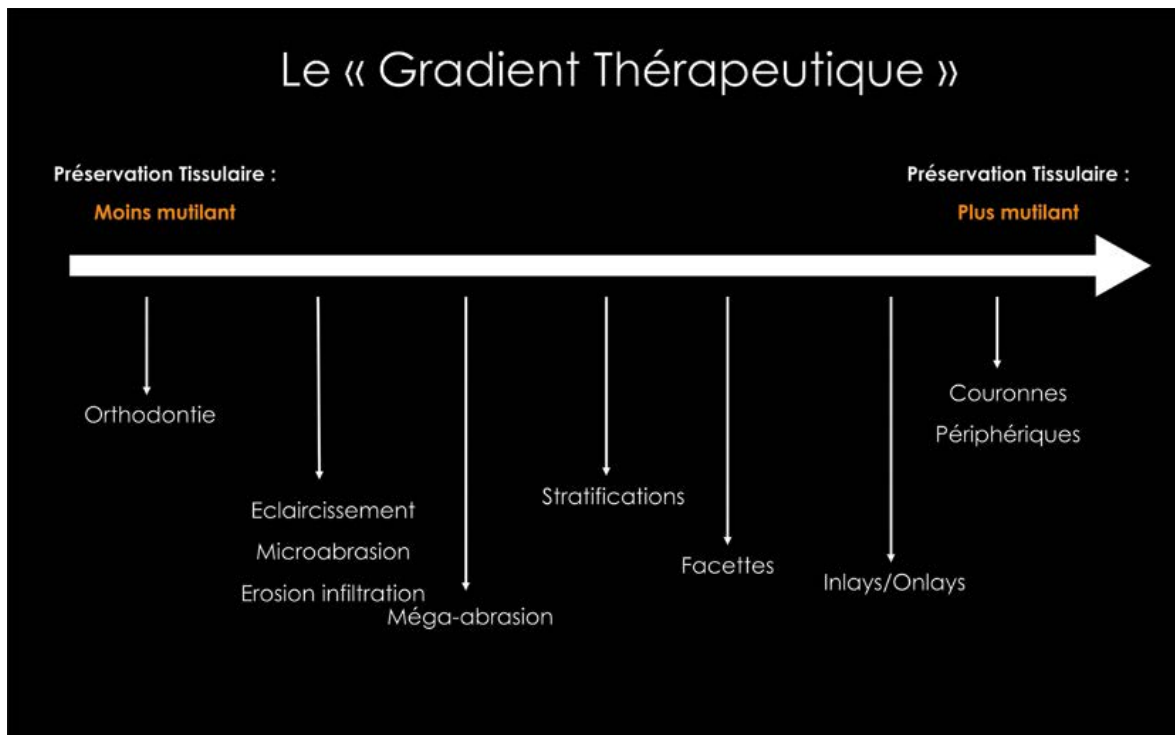 Le « Gradient Thérapeutique »
Préservation Tissulaire :
Moins mutilant
Préservation Tissulaire :
Plus mutilant
Orthodontie
Eclaircissement
Microabrasion
Erosion infiltration
Méga-abrasion
Stratifications
Facettes
Inlays/Onlays
Couronnes
Périphériques